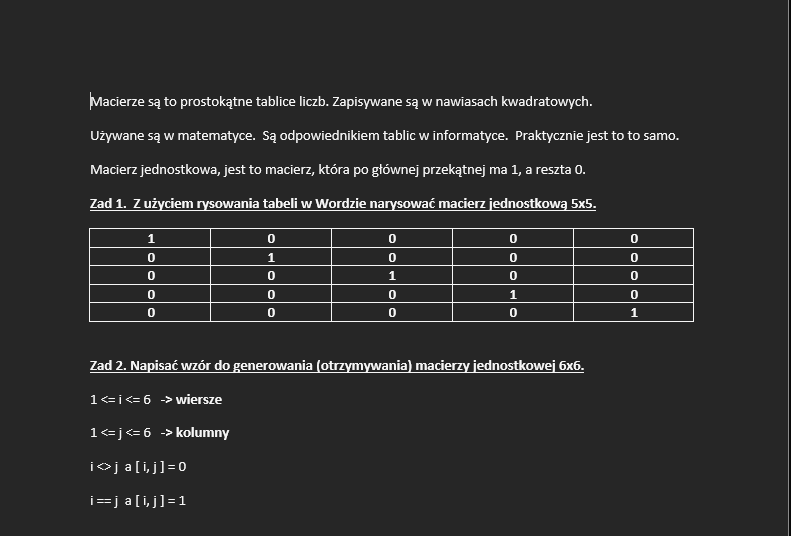 Macierze są to prostokątne tablice liczb. Zapisywane są w nawiasach kwadratowych.
Używane są w matematyce.  Są odpowiednikiem tablic w informatyce.  Praktycznie jest to to samo.
Macierz jednostkowa, jest to macierz, która po głównej przekątnej ma 1, a reszta 0.
Zad 1.  Z użyciem rysowania tabeli w Wordzie narysować macierz jednostkową 5x5.
1 0 0 0 0
0 1 0 0 0
0 0 1 0 0
0 0 0 1 0
0 0 0 0 1
Zad 2. Napisać wzór do generowania (otrzymywania) macierzy jednostkowej 6x6.
1 <= i <= 6   -> wiersze
1 <= j <= 6   -> kolumny
i <> j  a [ i, j ] = 0
i == j  a [ i, j ] = 1